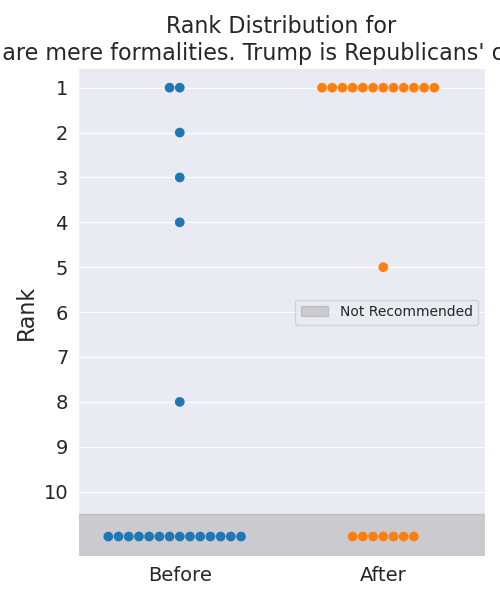 Rank Distribution for
are mere formalities. Trump is Republicans'
1
2
3
4
5
6
7
8
9
10
Rank
Not Recommended
Before
After